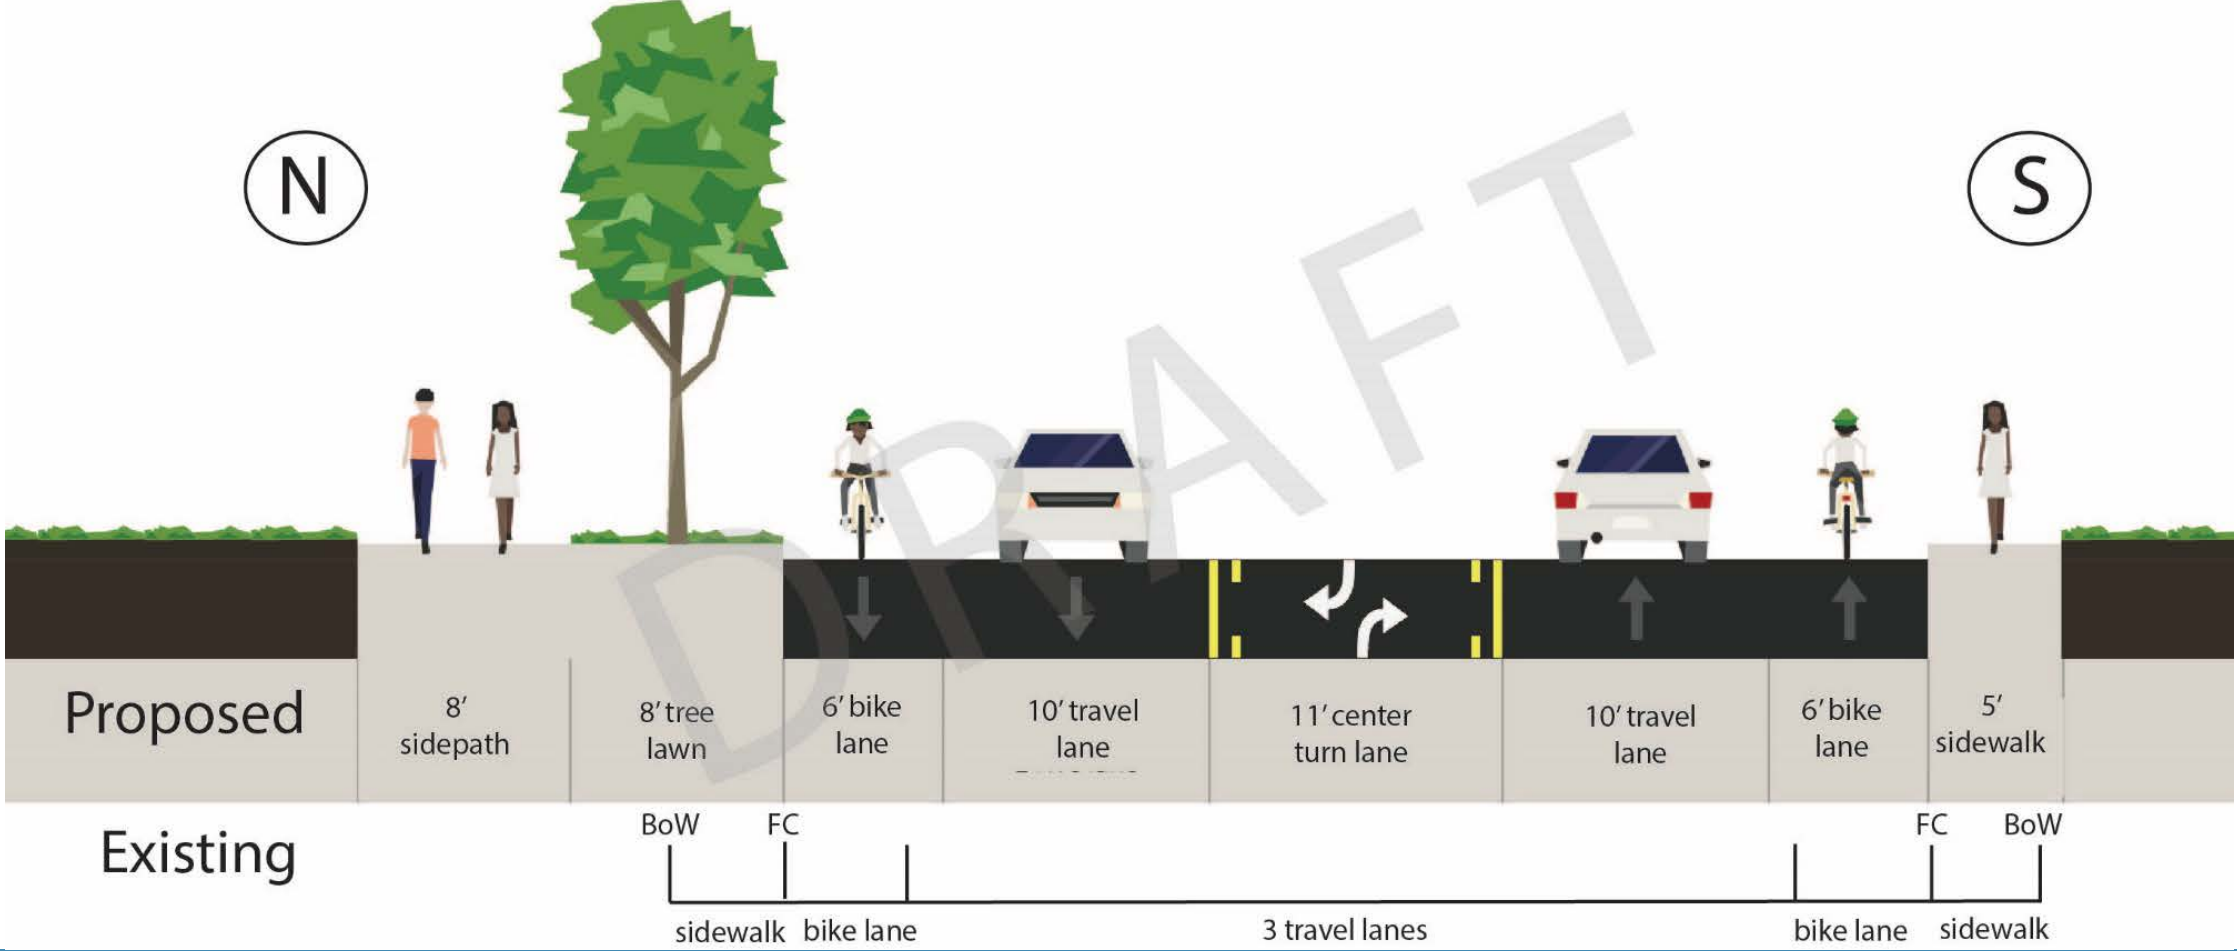 N
S
DRAFT
Proposed
8'
sidepath
8' tree
lawn
6' bike
lane
10' travel
lane
11' center
turn lane
10' travel
lane
6' bike
lane
5'
sidewalk
Existing
BoW
FC
FC
BoW
sidewalk
bike lane
3 travel lanes
bike lane
sidewalk